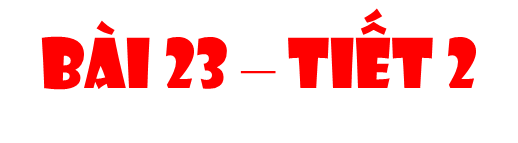 BÀI 23 – TIẾT 2